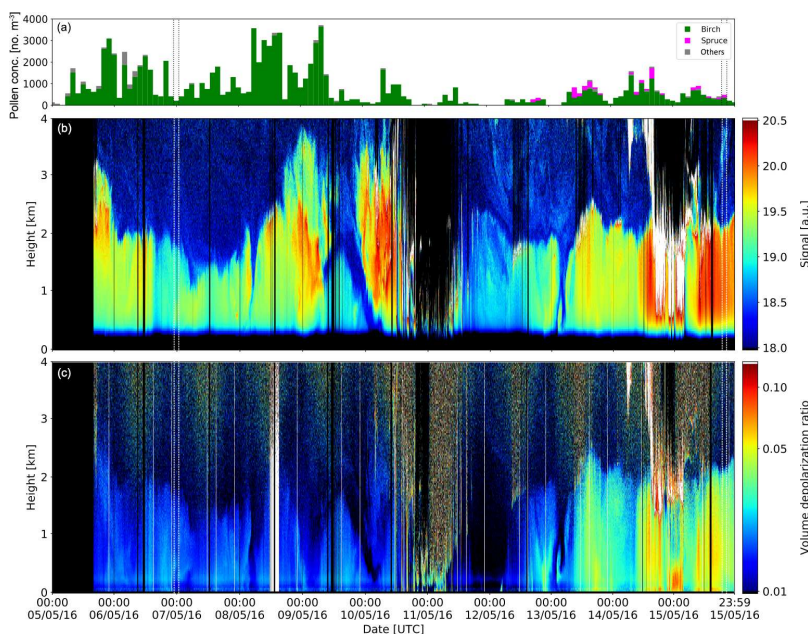 (a)
Pollen conc. [no. m⁻³]
4000
3000
2000
1000
0
Birch
Spruce
Others
(b)
Height [km]
4
3
2
1
0
20.5
20.0
19.5
19.0
18.5
18.0
Signal [a.u.]
(c)
Height [km]
4
3
2
1
0
0.10
0.05
0.01
Volume depolarization ratio
00:00 00:00 00:00 00:00 00:00 00:00 00:00 00:00 00:00 00:00 00:00 23:59
05/05/16 06/05/16 07/05/16 08/05/16 09/05/16 10/05/16 11/05/16 12/05/16 13/05/16 14/05/16 15/05/16 15/05/16
Date [UTC]